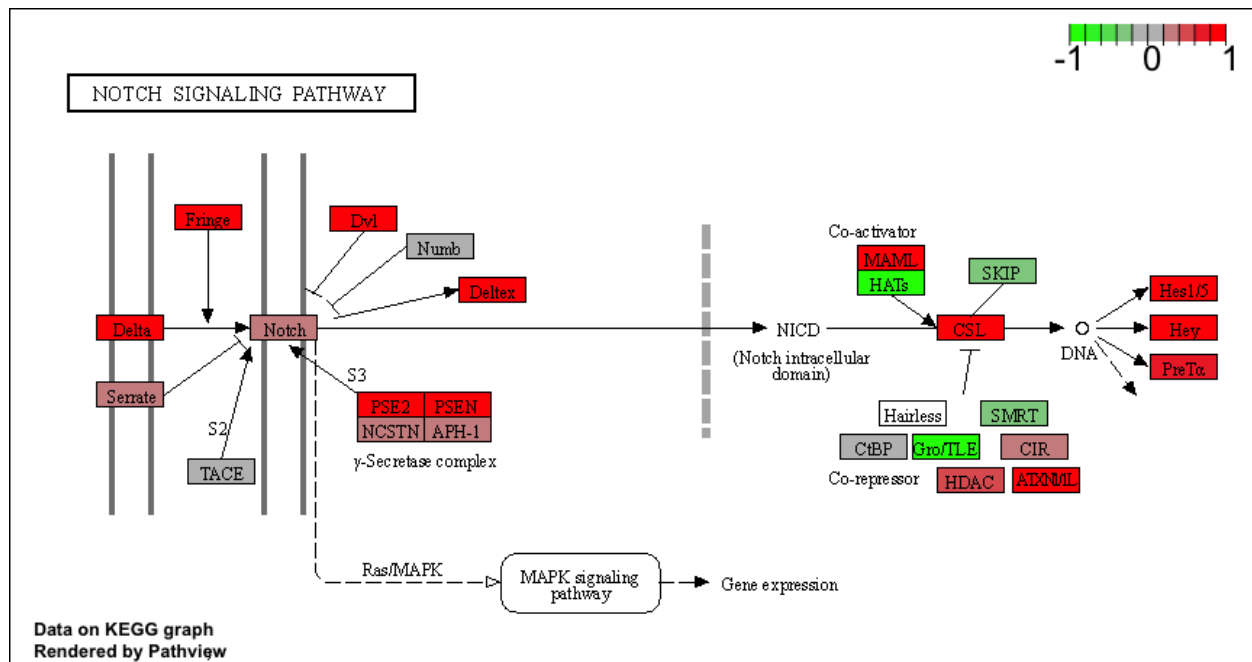 -1 0 1
NOTCH SIGNALING PATHWAY
Fringe
Dvl
Numb
Deltex
Delta
Notch
Serrate
S2
TACE
S3
PSE2 PSEN
NCSTN APH-1
γ-Secretase complex
NICD
(Notch intracellular
domain)
Co-activator
MAML
HATs
SKIP
CSL
DNA
Hes1/5
Hey
PreTα
Hairless
SMRT
CtBP
Gro/TLE
CIR
Co-repressor
HDAC
Ras/MAPK
MAPK signaling
pathway
Gene expression
Data on KEGG graph
Rendered by Pathview